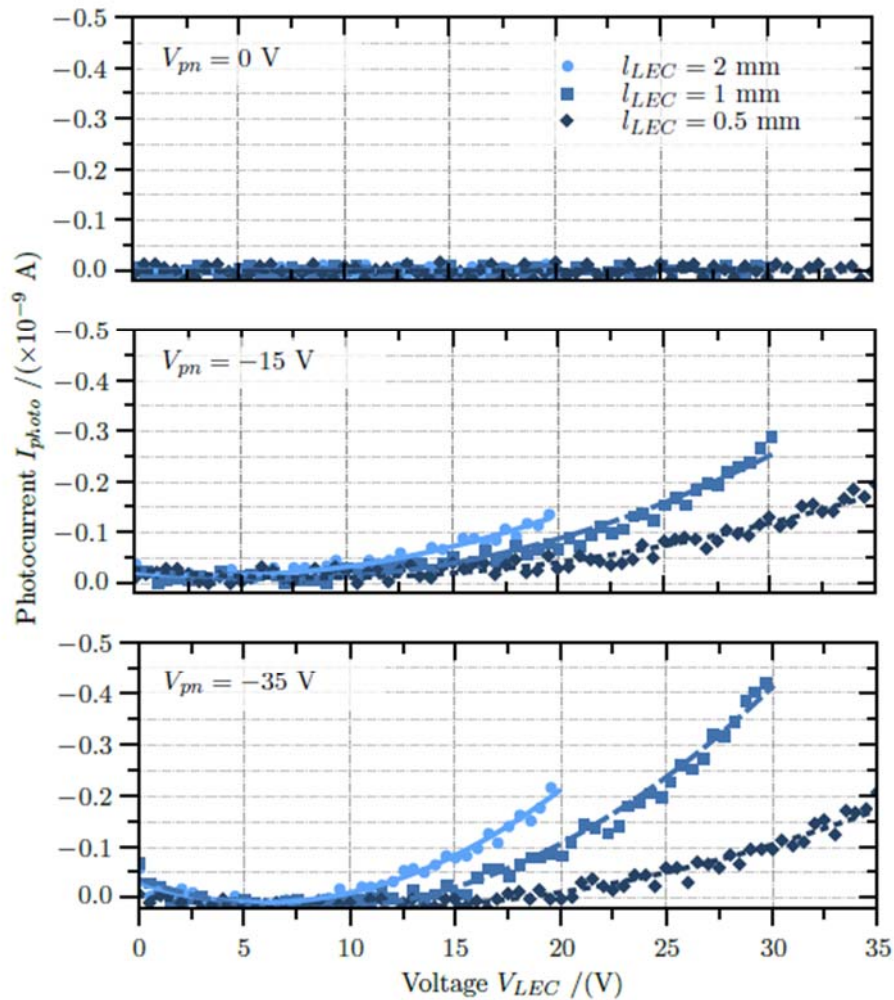 −0.5
V_pn = 0 V
l_LEC = 2 mm
−0.4
l_LEC = 1 mm
−0.3
l_LEC = 0.5 mm
−0.2
−0.1
0.0
−0.5
V_pn = −15 V
−0.4
−0.3
−0.2
−0.1
0.0
−0.5
V_pn = −35 V
−0.4
−0.3
−0.2
−0.1
0.0
0 5 10 15 20 25 30 35
Photocurrent I_photo /(×10⁻⁹ A)
Voltage V_LEC /(V)